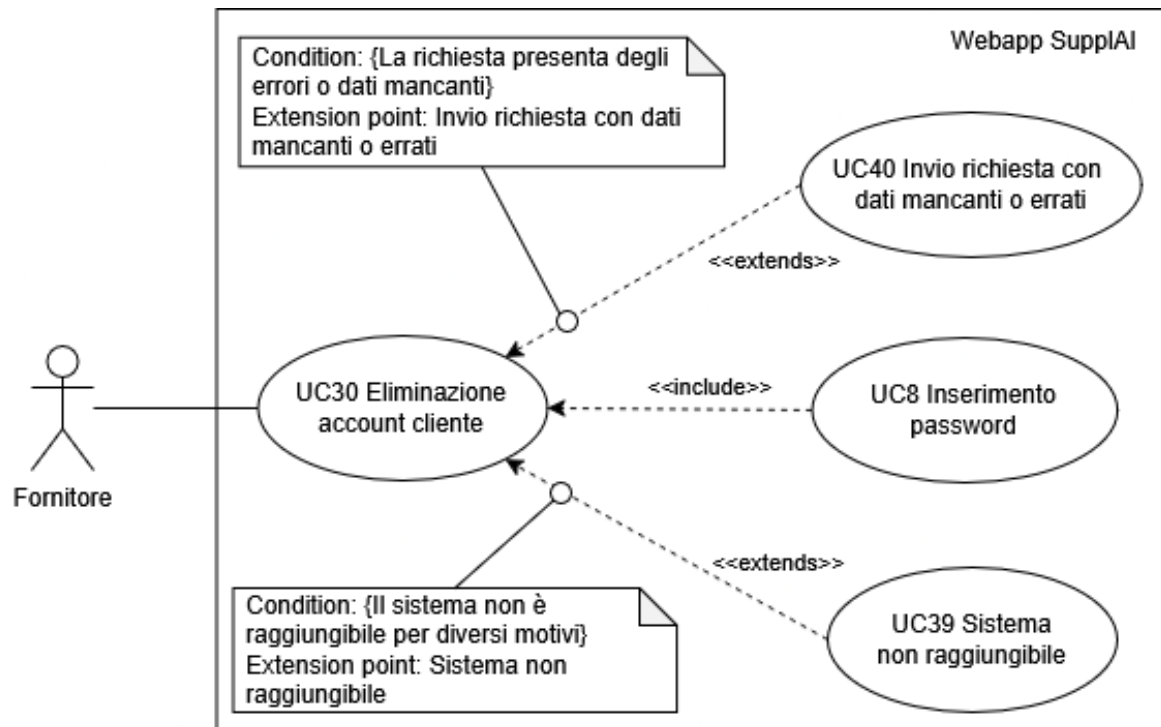 Webapp SupplAI
Condition: {La richiesta presenta degli
errori o dati mancanti}
Extension point: Invio richiesta con dati
mancanti o errati
UC40 Invio richiesta con
dati mancanti o errati
<<extends>>
UC30 Eliminazione
account cliente
<<include>>
UC8 Inserimento
password
Fornitore
<<extends>>
Condition: {Il sistema non è
raggiungibile per diversi motivi}
Extension point: Sistema non
raggiungibile
UC39 Sistema
non raggiungibile